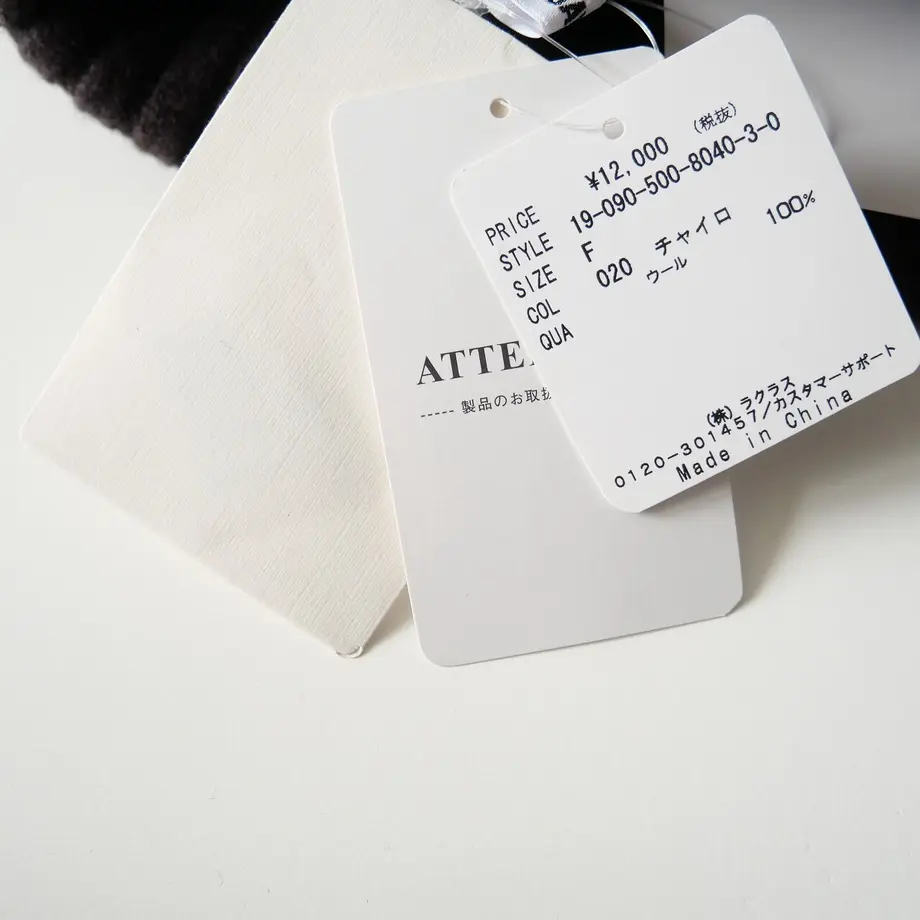 PRICE ¥12,000 (税抜)
STYLE 19-090-500-8040-3-0
SIZE F
COL 020 チャイロ
QUA ウール 100%
(株) ラクラス
0120-301457/カスタマーサポート
Made in China
ATTE
----- 製品のお取扱